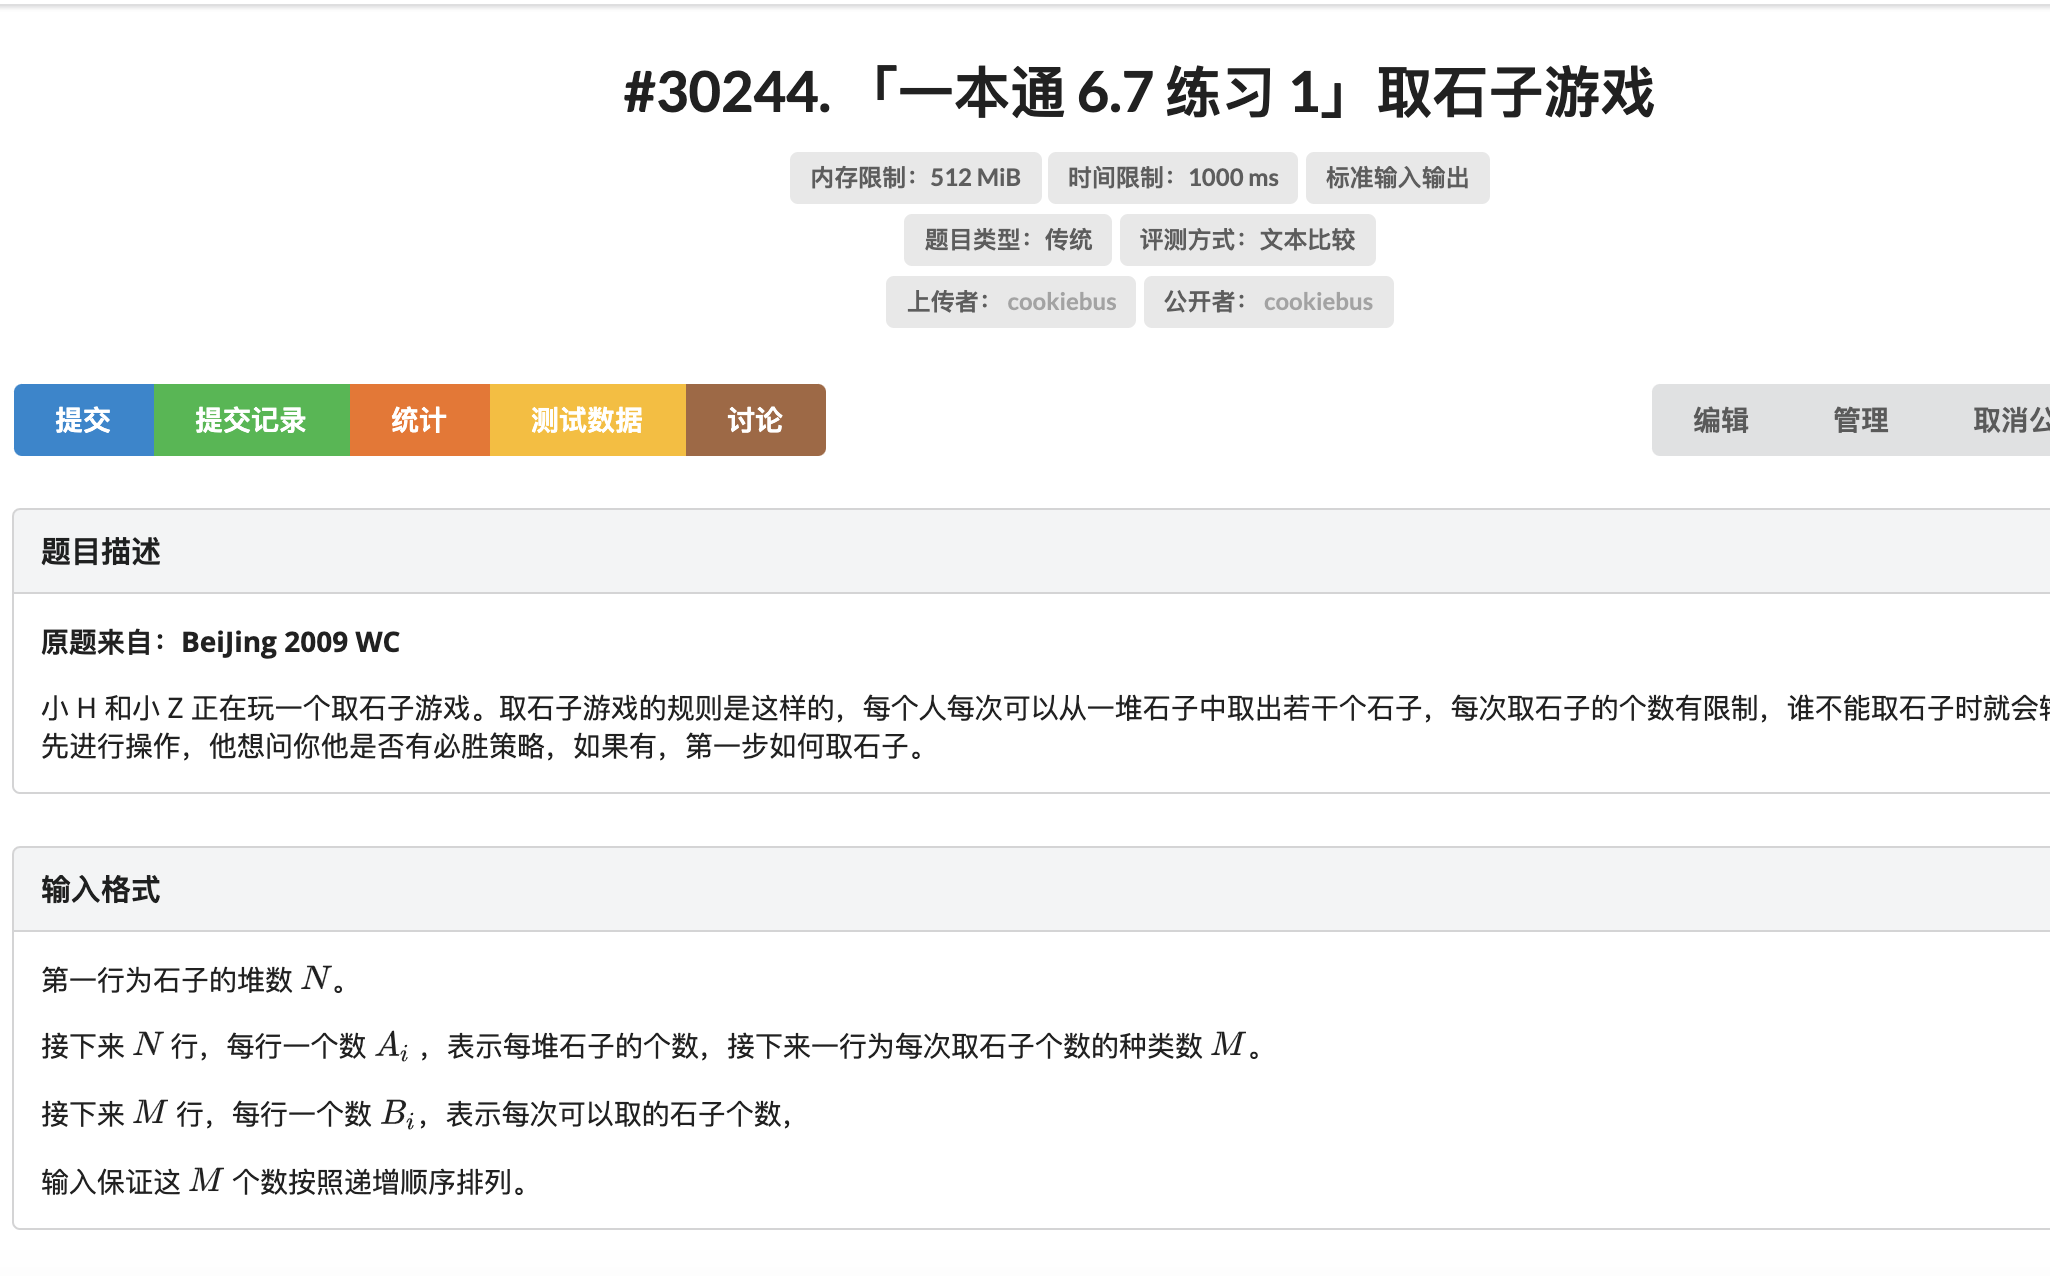 #30244. 「一本通 6.7 练习 1」取石子游戏
内存限制：512 MiB 时间限制：1000 ms 标准输入输出
题目类型：传统 评测方式：文本比较
上传者： cookiebus 公开者： cookiebus
提交 提交记录 统计 测试数据 讨论 编辑 管理 取消公
题目描述
原题来自：BeiJing 2009 WC
小 H 和小 Z 正在玩一个取石子游戏。取石子游戏的规则是这样的，每个人每次可以从一堆石子中取出若干个石子，每次取石子的个数有限制，谁不能取石子时就会
先进行操作，他想问你他是否有必胜策略，如果有，第一步如何取石子。
输入格式
第一行为石子的堆数 N。
接下来 N 行，每行一个数 Aᵢ ，表示每堆石子的个数，接下来一行为每次取石子个数的种类数 M。
接下来 M 行，每行一个数 Bᵢ，表示每次可以取的石子个数，
输入保证这 M 个数按照递增顺序排列。